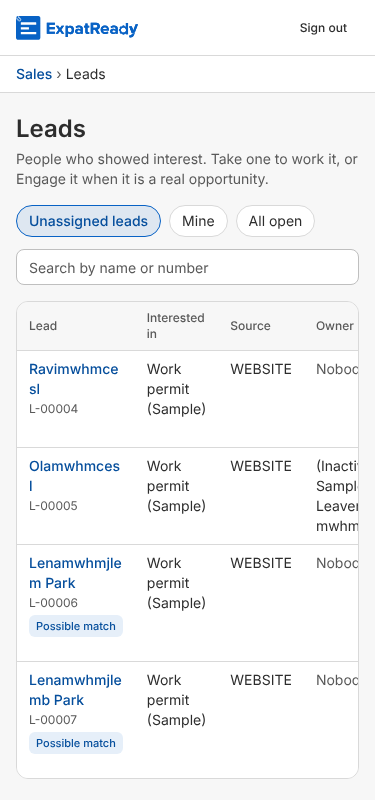 ExpatReady
Sign out
Sales › Leads
Leads
People who showed interest. Take one to work it, or
Engage it when it is a real opportunity.
Unassigned leads
Mine
All open
Search by name or number
Lead
Interested
in
Source
Owner
Ravimwhmce
sl
L-00004
Work
permit
(Sample)
WEBSITE
Olamwhmces
l
L-00005
Work
permit
(Sample)
WEBSITE
Lenamwhmjle
m Park
L-00006
Possible match
Work
permit
(Sample)
WEBSITE
Lenamwhmjle
mb Park
L-00007
Possible match
Work
permit
(Sample)
WEBSITE